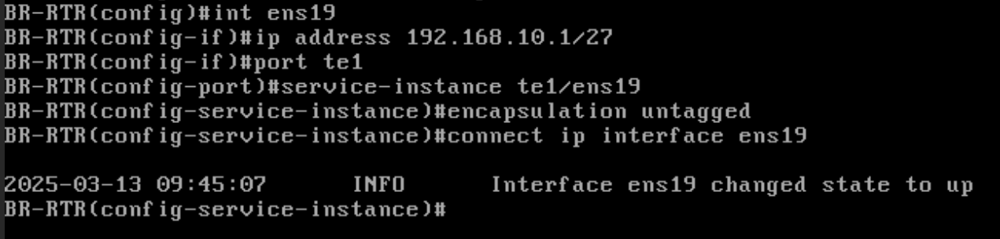 BR-RTR(config)#int ens19
BR-RTR(config-if)#ip address 192.168.10.1/27
BR-RTR(config-if)#port te1
BR-RTR(config-port)#service-instance te1/ens19
BR-RTR(config-service-instance)#encapsulation untagged
BR-RTR(config-service-instance)#connect ip interface ens19
2025-03-13 09:45:07 INFO Interface ens19 changed state to up
BR-RTR(config-service-instance)#